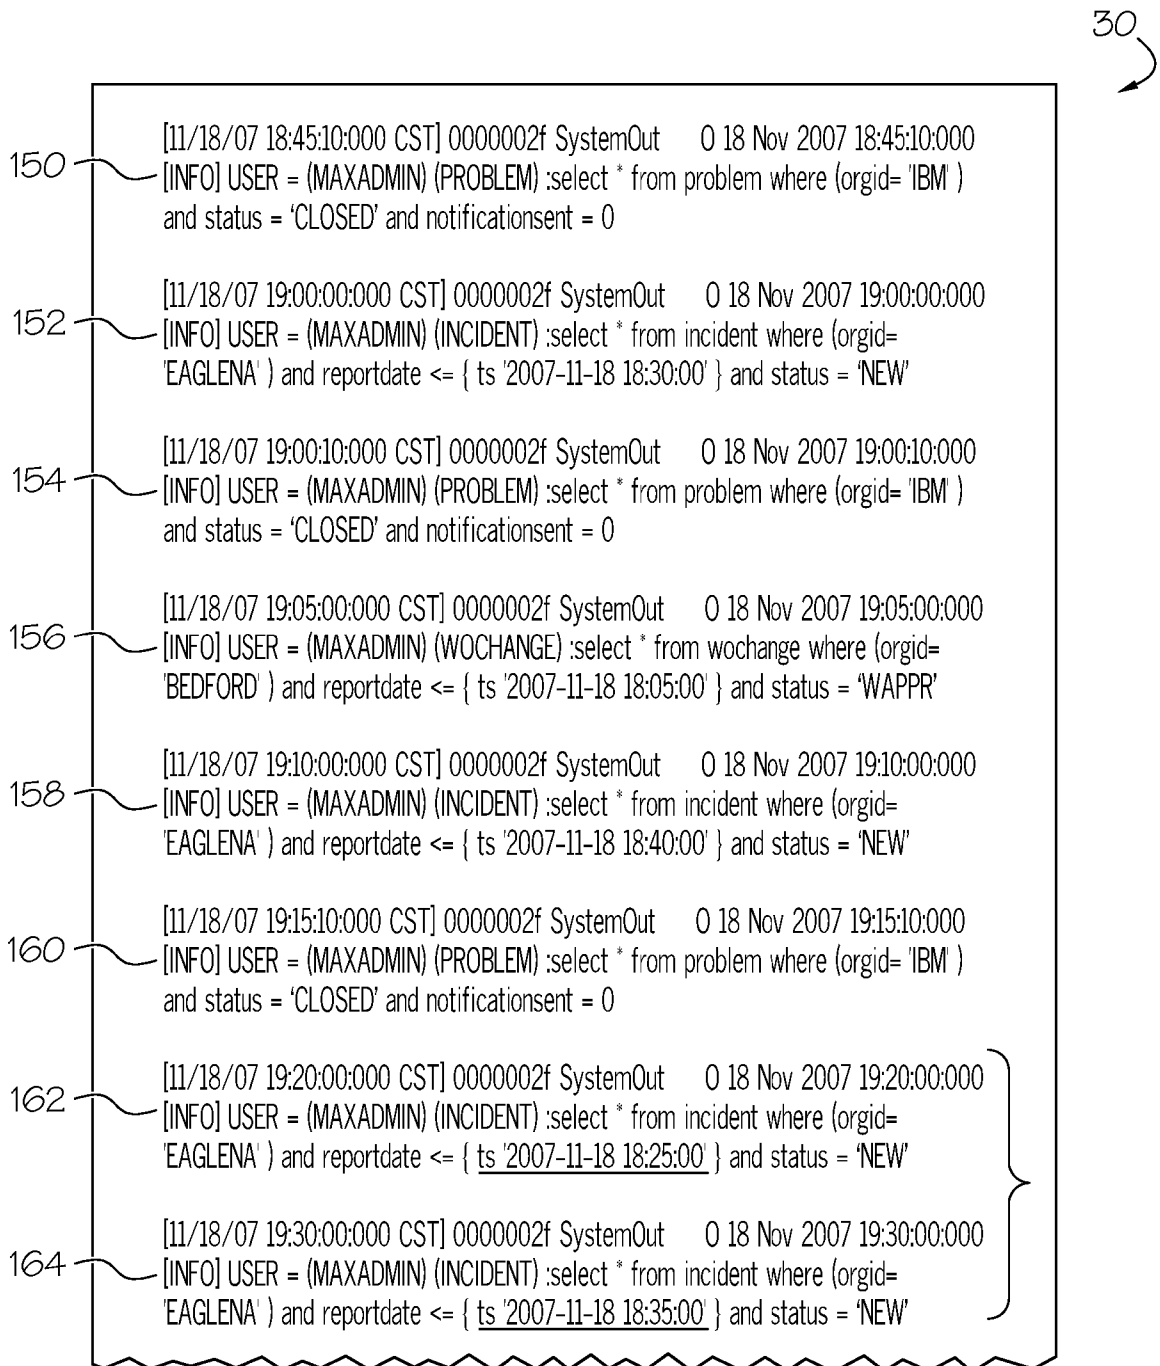 30
[11/18/07 18:45:10:000 CST] 0000002f SystemOut O 18 Nov 2007 18:45:10:000
150 [INFO] USER = (MAXADMIN) (PROBLEM) :select * from problem where (orgid= 'IBM' )
and status = 'CLOSED' and notificationsent = 0
[11/18/07 19:00:00:000 CST] 0000002f SystemOut O 18 Nov 2007 19:00:00:000
152 [INFO] USER = (MAXADMIN) (INCIDENT) :select * from incident where (orgid=
'EAGLENA' ) and reportdate <= { ts '2007-11-18 18:30:00' } and status = 'NEW'
[11/18/07 19:00:10:000 CST] 0000002f SystemOut O 18 Nov 2007 19:00:10:000
154 [INFO] USER = (MAXADMIN) (PROBLEM) :select * from problem where (orgid= 'IBM' )
and status = 'CLOSED' and notificationsent = 0
[11/18/07 19:05:00:000 CST] 0000002f SystemOut O 18 Nov 2007 19:05:00:000
156 [INFO] USER = (MAXADMIN) (WOCHANGE) :select * from wochange where (orgid=
'BEDFORD' ) and reportdate <= { ts '2007-11-18 18:05:00' } and status = 'WAPPR'
[11/18/07 19:10:00:000 CST] 0000002f SystemOut O 18 Nov 2007 19:10:00:000
158 [INFO] USER = (MAXADMIN) (INCIDENT) :select * from incident where (orgid=
'EAGLENA' ) and reportdate <= { ts '2007-11-18 18:40:00' } and status = 'NEW'
[11/18/07 19:15:10:000 CST] 0000002f SystemOut O 18 Nov 2007 19:15:10:000
160 [INFO] USER = (MAXADMIN) (PROBLEM) :select * from problem where (orgid= 'IBM' )
and status = 'CLOSED' and notificationsent = 0
[11/18/07 19:20:00:000 CST] 0000002f SystemOut O 18 Nov 2007 19:20:00:000
162 [INFO] USER = (MAXADMIN) (INCIDENT) :select * from incident where (orgid=
'EAGLENA' ) and reportdate <= { ts '2007-11-18 18:25:00' } and status = 'NEW'
[11/18/07 19:30:00:000 CST] 0000002f SystemOut O 18 Nov 2007 19:30:00:000
164 [INFO] USER = (MAXADMIN) (INCIDENT) :select * from incident where (orgid=
'EAGLENA' ) and reportdate <= { ts '2007-11-18 18:35:00' } and status = 'NEW'